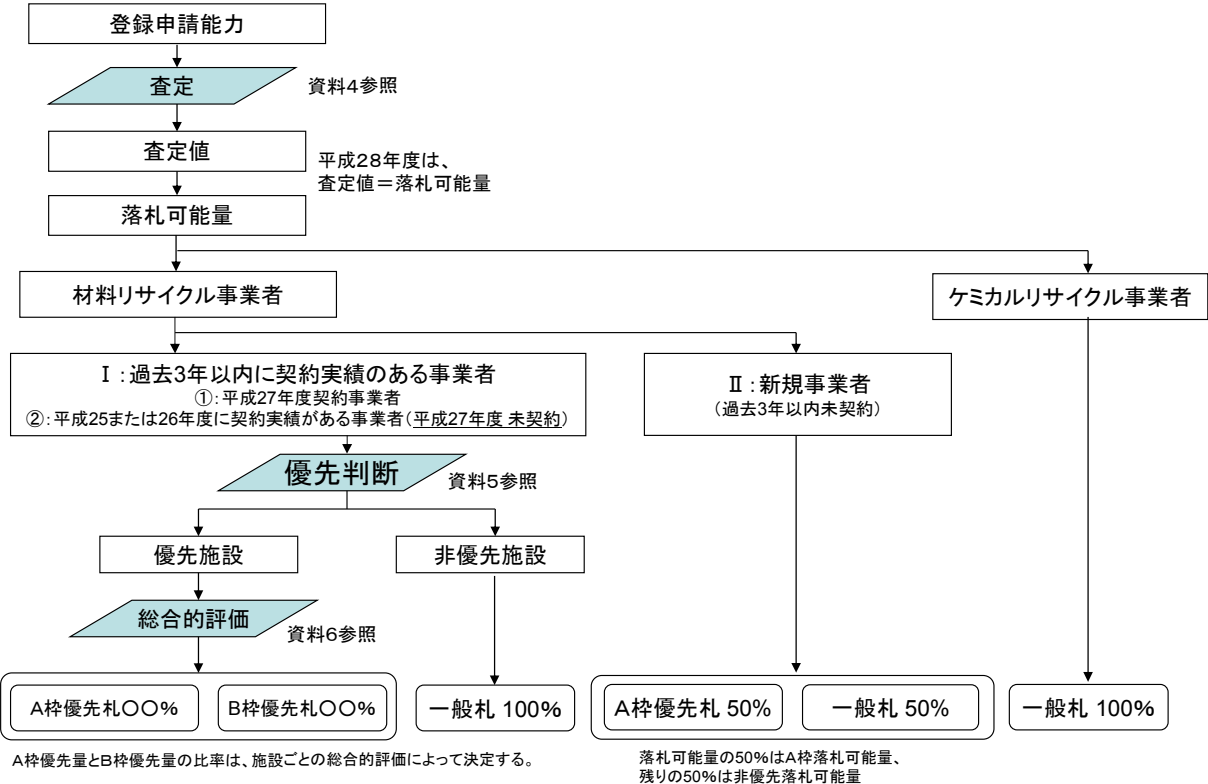 登録申請能力
査定
資料4参照
査定値
平成28年度は、
査定値＝落札可能量
落札可能量
材料リサイクル事業者
ケミカルリサイクル事業者
Ⅰ：過去3年以内に契約実績のある事業者
①：平成27年度契約事業者
②：平成25または26年度に契約実績がある事業者（平成27年度 未契約）
Ⅱ：新規事業者
（過去3年以内未契約）
優先判断
資料5参照
優先施設
非優先施設
総合的評価
資料6参照
A枠優先札〇〇％
B枠優先札〇〇％
一般札 100％
A枠優先札 50％
一般札 50％
一般札 100％
A枠優先量とB枠優先量の比率は、施設ごとの総合的評価によって決定する。
落札可能量の50％はA枠落札可能量、
残りの50％は非優先落札可能量